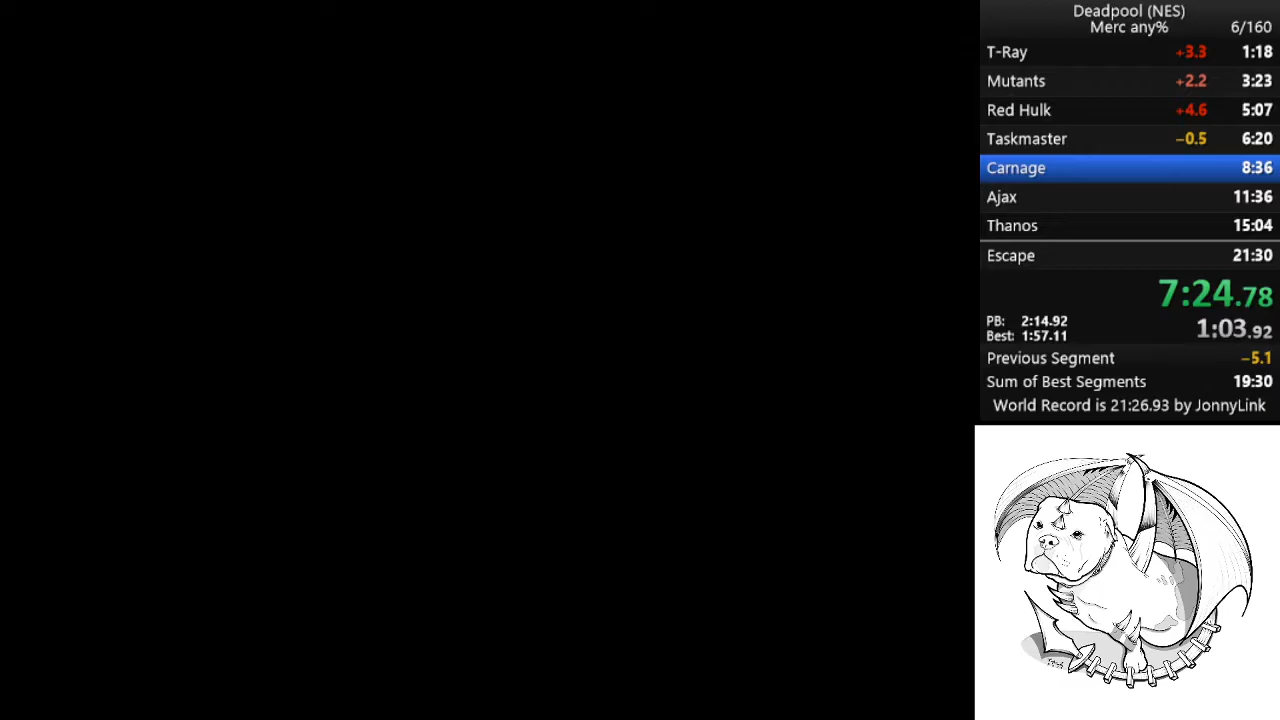 Deadpool (NES)
Merc any% 6/160
T-Ray +3.3 1:18
Mutants +2.2 3:23
Red Hulk +4.6 5:07
Taskmaster −0.5 6:20
Carnage 8:36
Ajax 11:36
Thanos 15:04
Escape 21:30
7:24.78
PB: 2:14.92
Best: 1:57.11
1:03.92
Previous Segment −5.1
Sum of Best Segments 19:30
World Record is 21:26.93 by JonnyLink